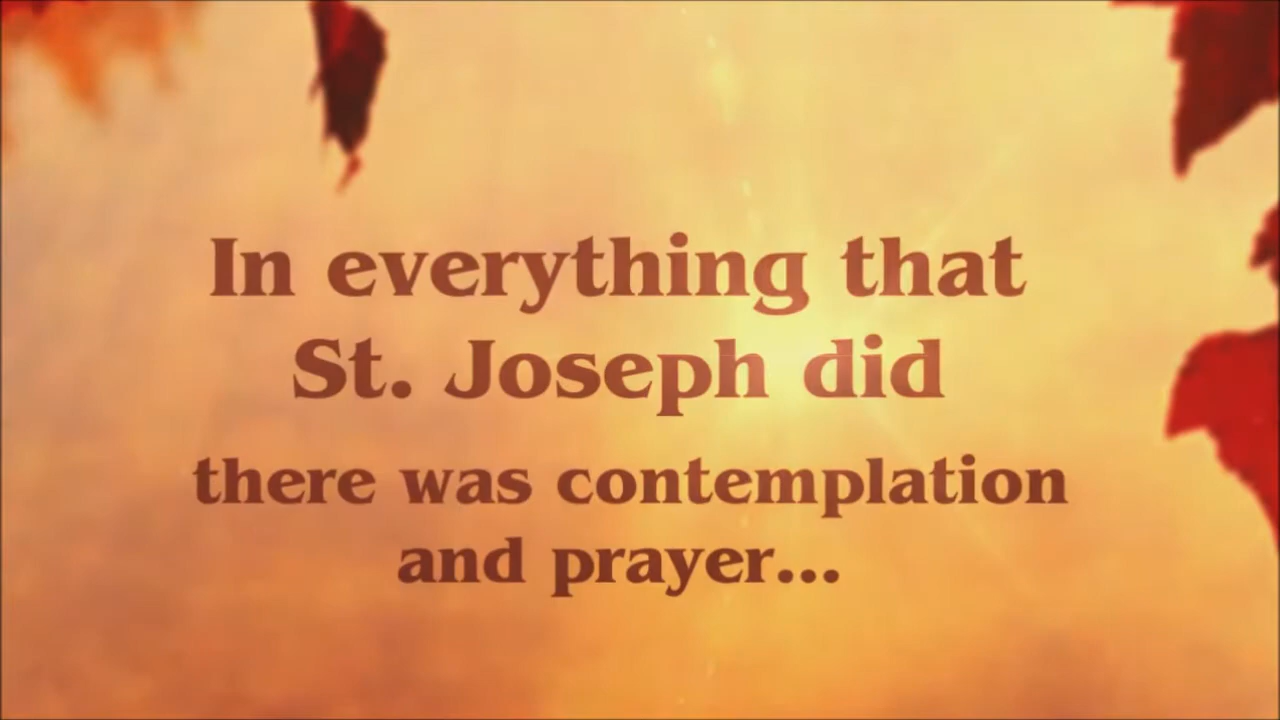 In everything that
St. Joseph did
there was contemplation
and prayer...